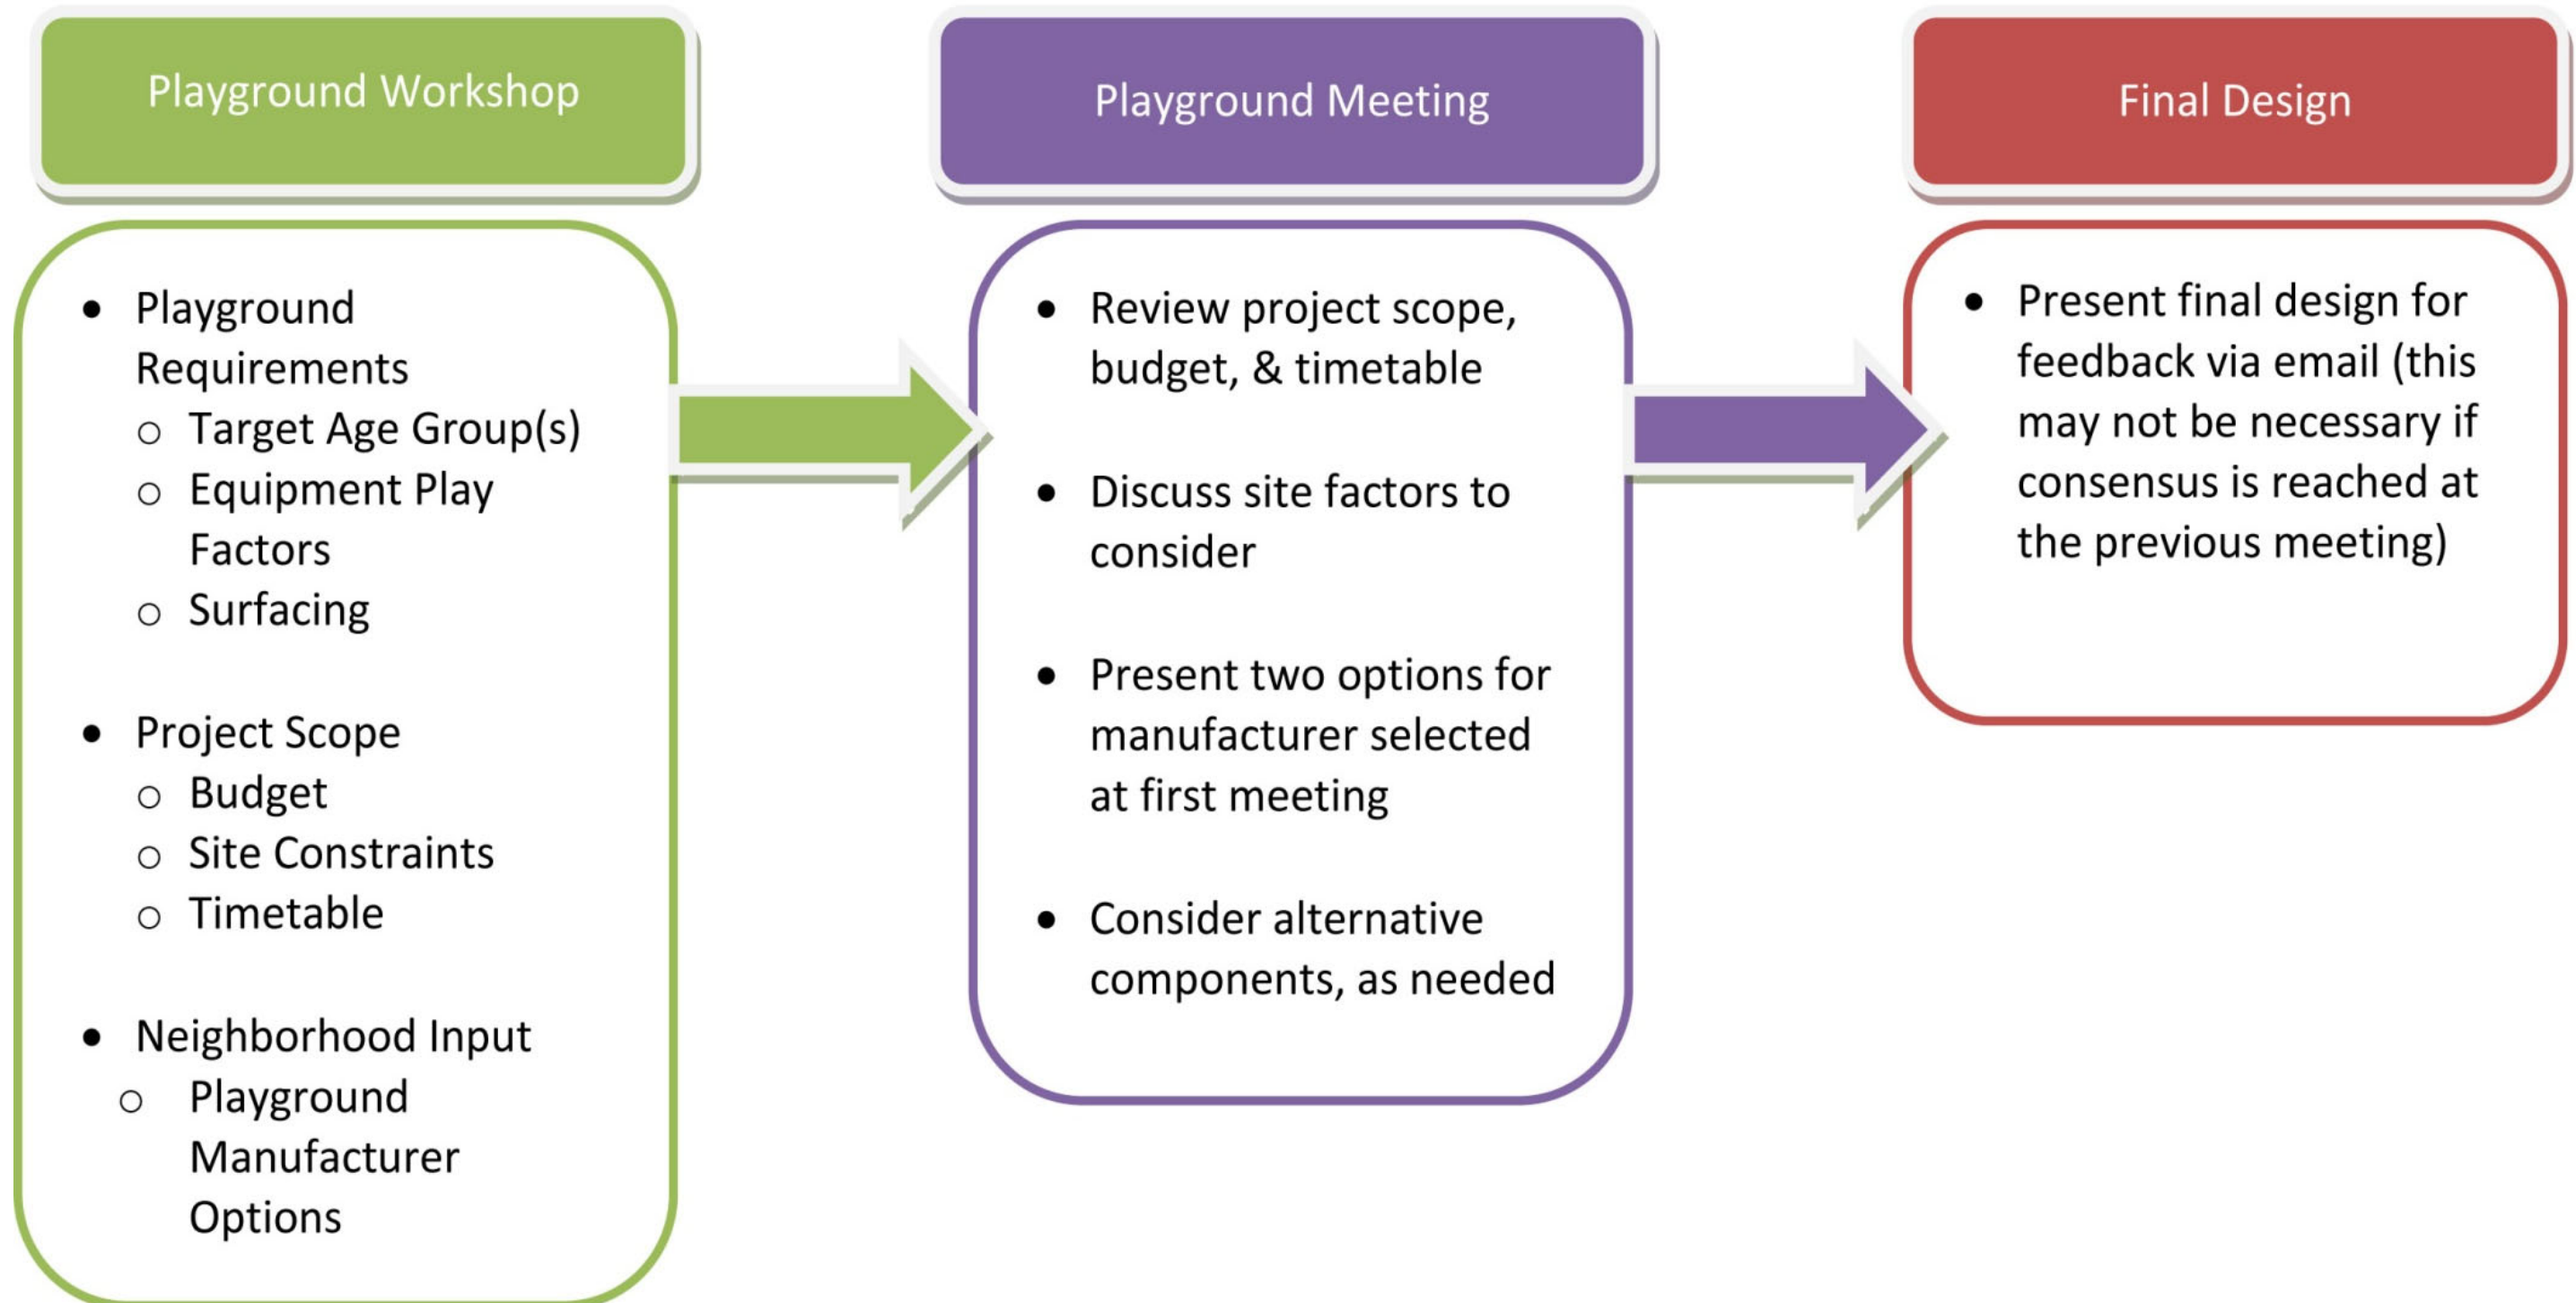 Playground Workshop
• Playground
Requirements
○ Target Age Group(s)
○ Equipment Play
Factors
○ Surfacing
• Project Scope
○ Budget
○ Site Constraints
○ Timetable
• Neighborhood Input
○ Playground
Manufacturer
Options
Playground Meeting
• Review project scope,
budget, & timetable
• Discuss site factors to
consider
• Present two options for
manufacturer selected
at first meeting
• Consider alternative
components, as needed
Final Design
• Present final design for
feedback via email (this
may not be necessary if
consensus is reached at
the previous meeting)